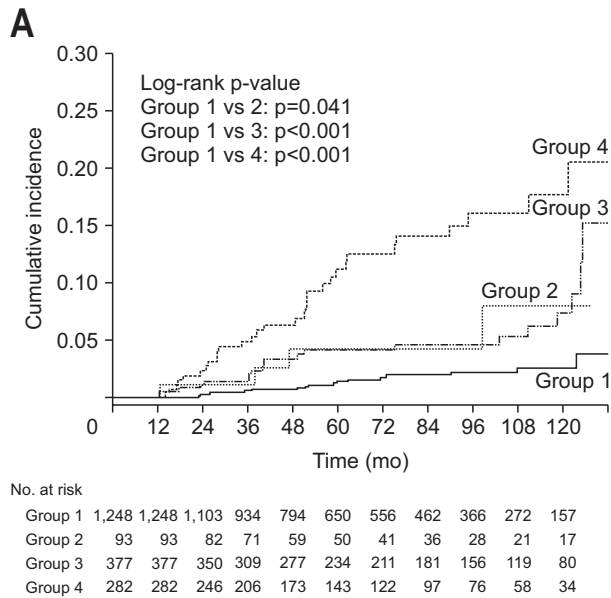 A
0.30
0.25
0.20
0.15
0.10
0.05
Cumulative incidence
Log-rank p-value
Group 1 vs 2: p=0.041
Group 1 vs 3: p<0.001
Group 1 vs 4: p<0.001
Group 4
Group 3
Group 2
Group 1
0 12 24 36 48 60 72 84 96 108 120
Time (mo)
No. at risk
Group 1 1,248 1,248 1,103 934 794 650 556 462 366 272 157
Group 2 93 93 82 71 59 50 41 36 28 21 17
Group 3 377 377 350 309 277 234 211 181 156 119 80
Group 4 282 282 246 206 173 143 122 97 76 58 34